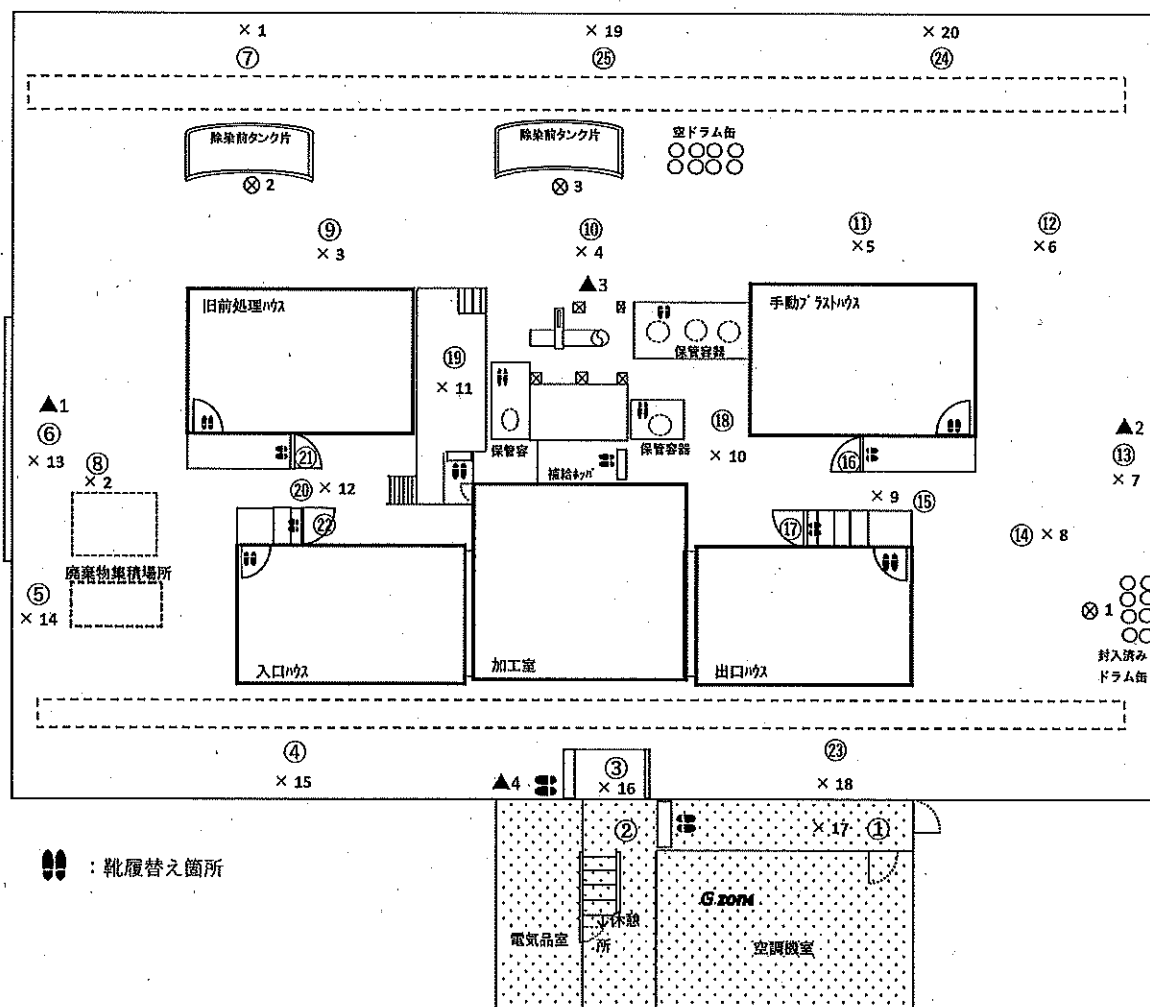 × 1
× 19
× 20
⑦
㉕
㉔
除染前タンク片
除染前タンク片
空ドラム缶
⊗ 2
⊗ 3
⑨
⑩
⑪
⑫
× 3
× 4
× 5
× 6
▲3
旧前処理ハウス
手動ブラストハウス
保管容器
⑲
× 11
▲1
⑥
× 13
⑧
× 2
⑱
▲2
⑬
× 7
保管容
保管容器
× 10
㉑
⑯
補給ホッパ
⑳ × 12
× 9
⑮
㉒
⑰
⑭ × 8
廃棄物集積場所
⑤
× 14
⊗ 1
封入済み
ドラム缶
入口ハウス
加工室
出口ハウス
④
× 15
▲4
③
× 16
㉓
× 18
②
× 17 ①
:靴履替え箇所
G zone
休憩
所
電気品室
空調機室